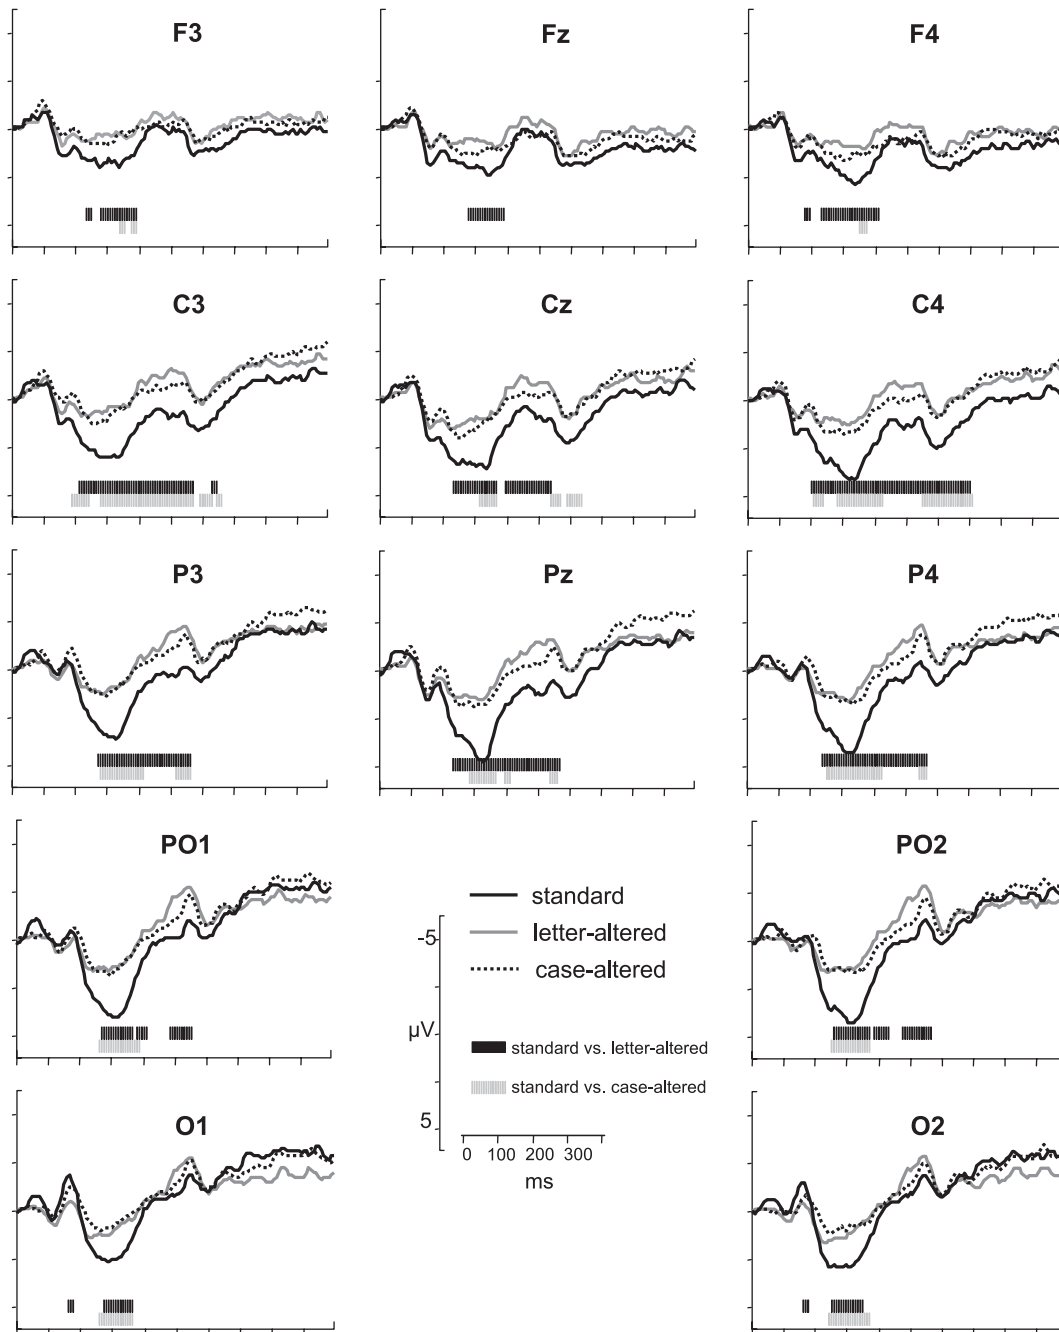 F3 Fz F4
C3 Cz C4
P3 Pz P4
PO1 PO2
standard
-5 letter-altered
case-altered
µV
standard vs. letter-altered
standard vs. case-altered
5
O1 O2
0 100 200 300
ms